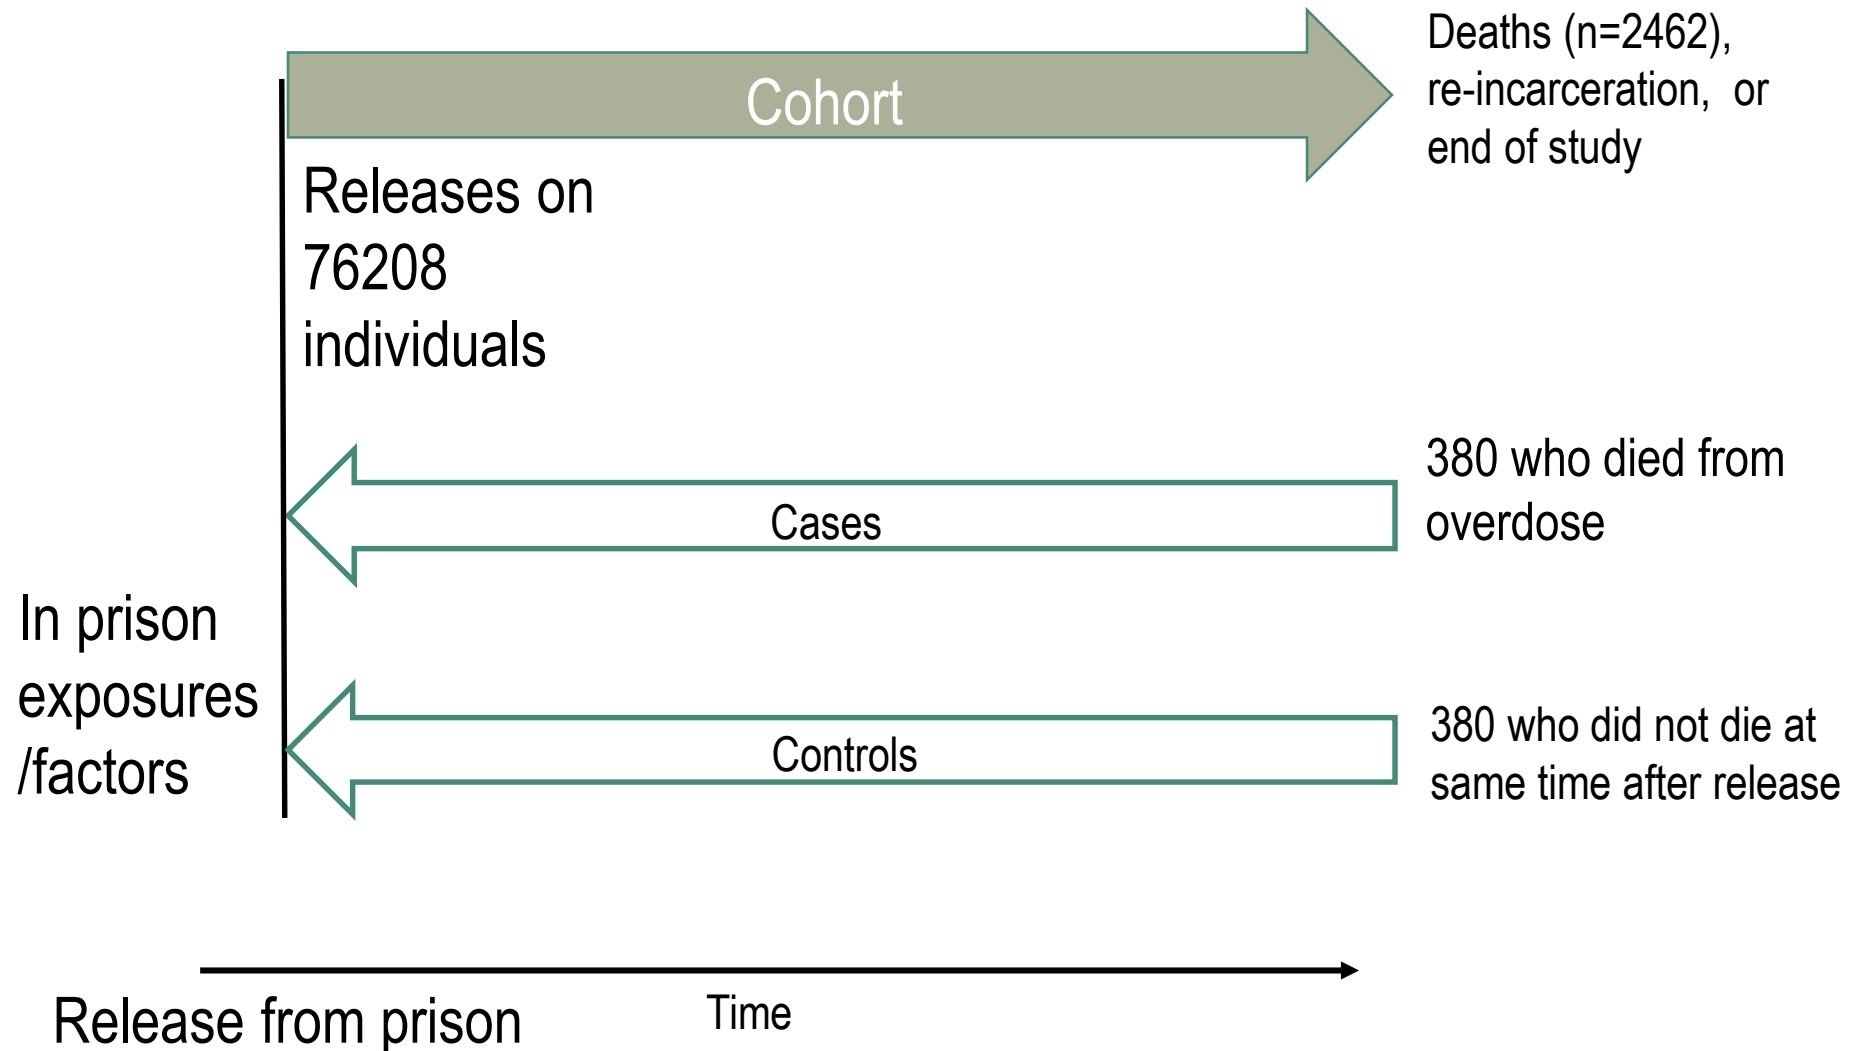 Deaths (n=2462),
re-incarceration, or
end of study
Cohort
Releases on
76208
individuals
380 who died from
overdose
Cases
In prison
exposures
/factors
380 who did not die at
same time after release
Controls
Release from prison
Time